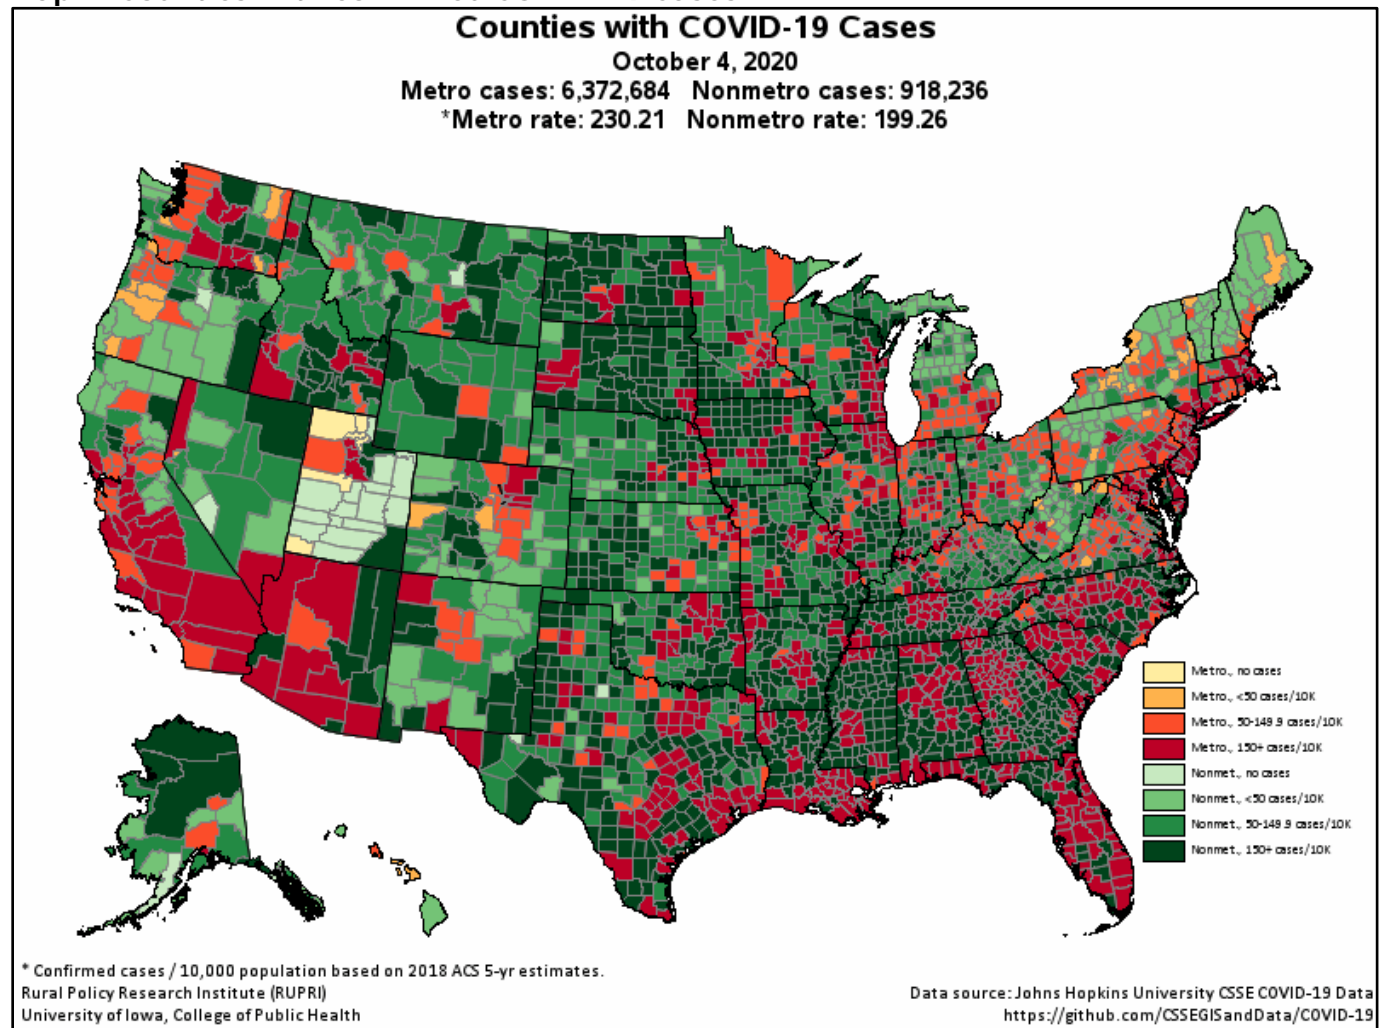 Counties with COVID-19 Cases
October 4, 2020
Metro cases: 6,372,684   Nonmetro cases: 918,236
*Metro rate: 230.21   Nonmetro rate: 199.26
Metro., no cases
Metro., <50 cases/10K
Metro., 50-149.9 cases/10K
Metro., 150+ cases/10K
Nonmet., no cases
Nonmet., <50 cases/10K
Nonmet., 50-149.9 cases/10K
Nonmet., 150+ cases/10K
* Confirmed cases / 10,000 population based on 2018 ACS 5-yr estimates.
Rural Policy Research Institute (RUPRI)
University of Iowa, College of Public Health
Data source: Johns Hopkins University CSSE COVID-19 Data
https://github.com/CSSEGISandData/COVID-19